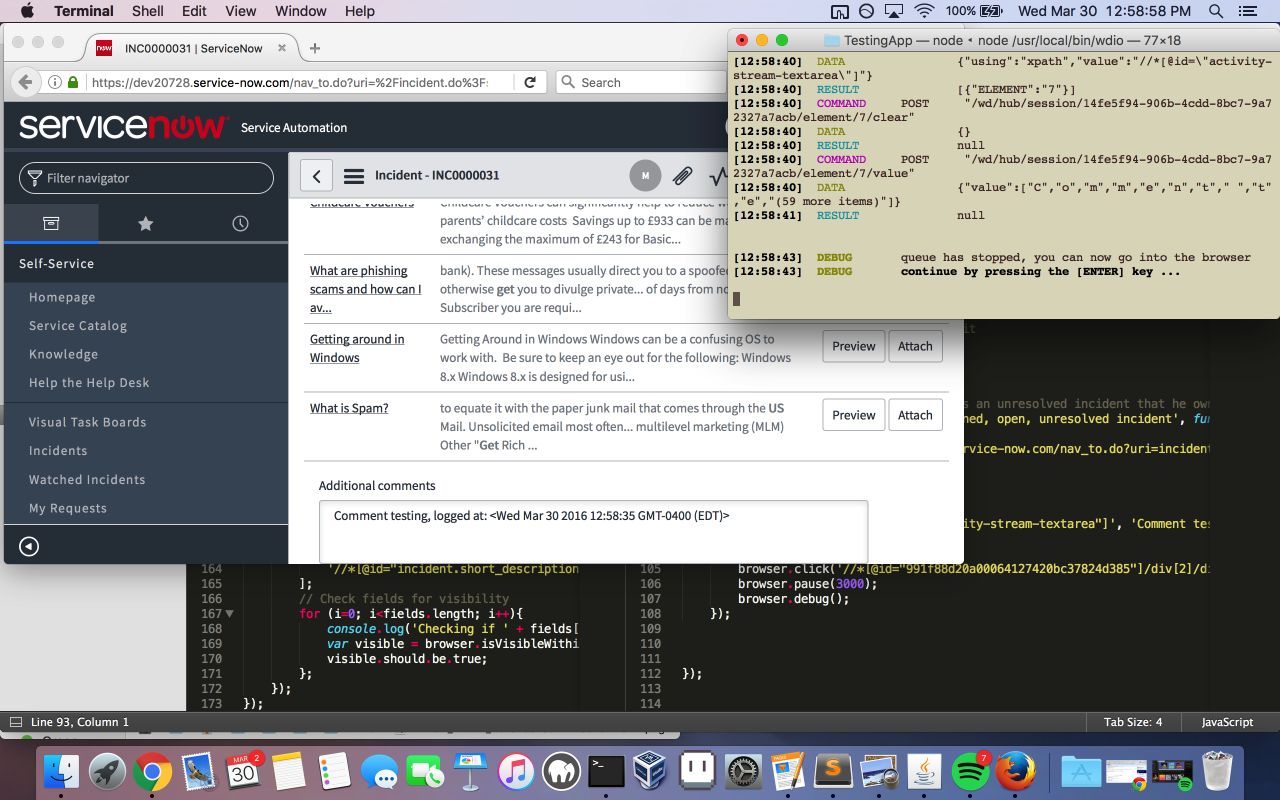 Terminal Shell Edit View Window Help 100% Wed Mar 30 12:58:58 PM
INC0000031 | ServiceNow
https://dev20728.service-now.com/nav_to.do?uri=%2Fincident.do%3F
Search
servicenow Service Automation
Filter navigator
Self-Service
Homepage
Service Catalog
Knowledge
Help the Help Desk
Visual Task Boards
Incidents
Watched Incidents
My Requests
Incident - INC0000031
M
Childcare Vouchers
Childcare Vouchers can significantly help to reduce
parents' childcare costs Savings up to £933 can be ma
exchanging the maximum of £243 for Basic...
What are phishing
scams and how can I
av...
bank). These messages usually direct you to a spoofe
otherwise get you to divulge private... of days from no
Subscriber you are requi...
Getting around in
Windows
Getting Around in Windows Windows can be a confusing OS to
work with. Be sure to keep an eye out for the following: Windows
8.x Windows 8.x is designed for usi...
Preview Attach
What is Spam?
to equate it with the paper junk mail that comes through the US
Mail. Unsolicited email most often... multilevel marketing (MLM)
Other "Get Rich ...
Preview Attach
Additional comments
Comment testing, logged at: <Wed Mar 30 2016 12:58:35 GMT-0400 (EDT)>
TestingApp — node ◂ node /usr/local/bin/wdio — 77×18
[12:58:40] DATA {"using":"xpath","value":"//*[@id=\"activity-
stream-textarea\"]"}
[12:58:40] RESULT [{"ELEMENT":"7"}]
[12:58:40] COMMAND POST "/wd/hub/session/14fe5f94-906b-4cdd-8bc7-9a7
2327a7acb/element/7/clear"
[12:58:40] DATA {}
[12:58:40] RESULT null
[12:58:40] COMMAND POST "/wd/hub/session/14fe5f94-906b-4cdd-8bc7-9a7
2327a7acb/element/7/value"
[12:58:40] DATA {"value":["C","o","m","m","e","n","t"," ","t"
,"e","(59 more items)"]}
[12:58:41] RESULT null
[12:58:43] DEBUG queue has stopped, you can now go into the browser
[12:58:43] DEBUG continue by pressing the [ENTER] key ...
it
s an unresolved incident that he ow
ned, open, unresolved incident', fun
vice-now.com/nav_to.do?uri=incident
ity-stream-textarea"]', 'Comment tes
164 '//*[@id="incident.short_description
165 ];
166 // Check fields for visibility
167 for (i=0; i<fields.length; i++){
168 console.log('Checking if ' + fields[
169 var visible = browser.isVisibleWithi
170 visible.should.be.true;
171 };
172 });
173 });
105 browser.click('//*[@id="991f88d20a00064127420bc37824d385"]/div[2]/di
106 browser.pause(3000);
107 browser.debug();
108 });
109
110
111
112 });
113
114
Line 93, Column 1 Tab Size: 4 JavaScript
MAR
30
2
7